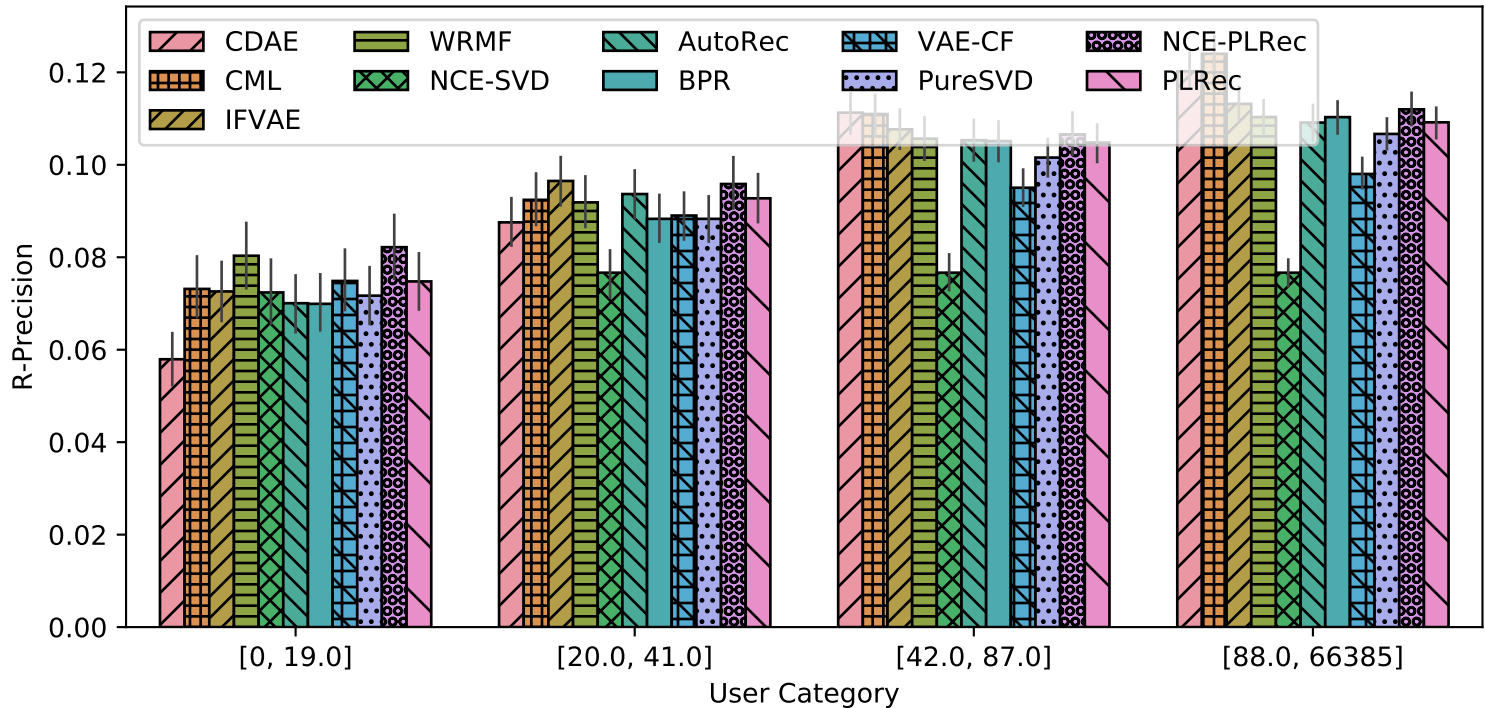 CDAE WRMF AutoRec VAE-CF NCE-PLRec
CML NCE-SVD BPR PureSVD PLRec
IFVAE
0.12
0.10
0.08
0.06
0.04
0.02
0.00
R-Precision
[0, 19.0] [20.0, 41.0] [42.0, 87.0] [88.0, 66385]
User Category